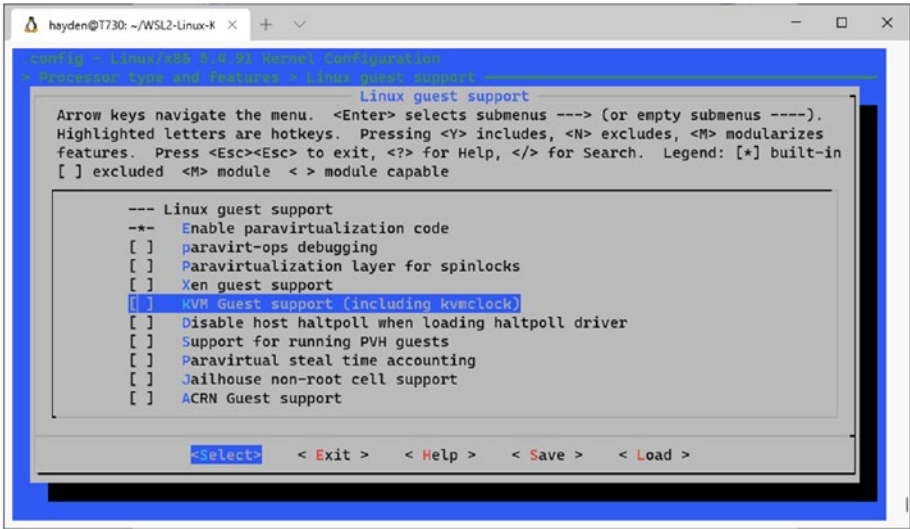 hayden@T730: ~/WSL2-Linux-K
.config - Linux/x86 5.4.91 Kernel Configuration
> Processor type and features > Linux guest support
Linux guest support
Arrow keys navigate the menu.  <Enter> selects submenus ---> (or empty submenus ----).
Highlighted letters are hotkeys.  Pressing <Y> includes, <N> excludes, <M> modularizes
features.  Press <Esc><Esc> to exit, <?> for Help, </> for Search.  Legend: [*] built-in
[ ] excluded  <M> module  < > module capable
--- Linux guest support
-*-   Enable paravirtualization code
[ ]   paravirt-ops debugging
[ ]   Paravirtualization layer for spinlocks
[ ]   Xen guest support
[ ]   KVM Guest support (including kvmclock)
[ ]   Disable host haltpoll when loading haltpoll driver
[ ]   Support for running PVH guests
[ ]   Paravirtual steal time accounting
[ ]   Jailhouse non-root cell support
[ ]   ACRN Guest support
<Select>    < Exit >    < Help >    < Save >    < Load >